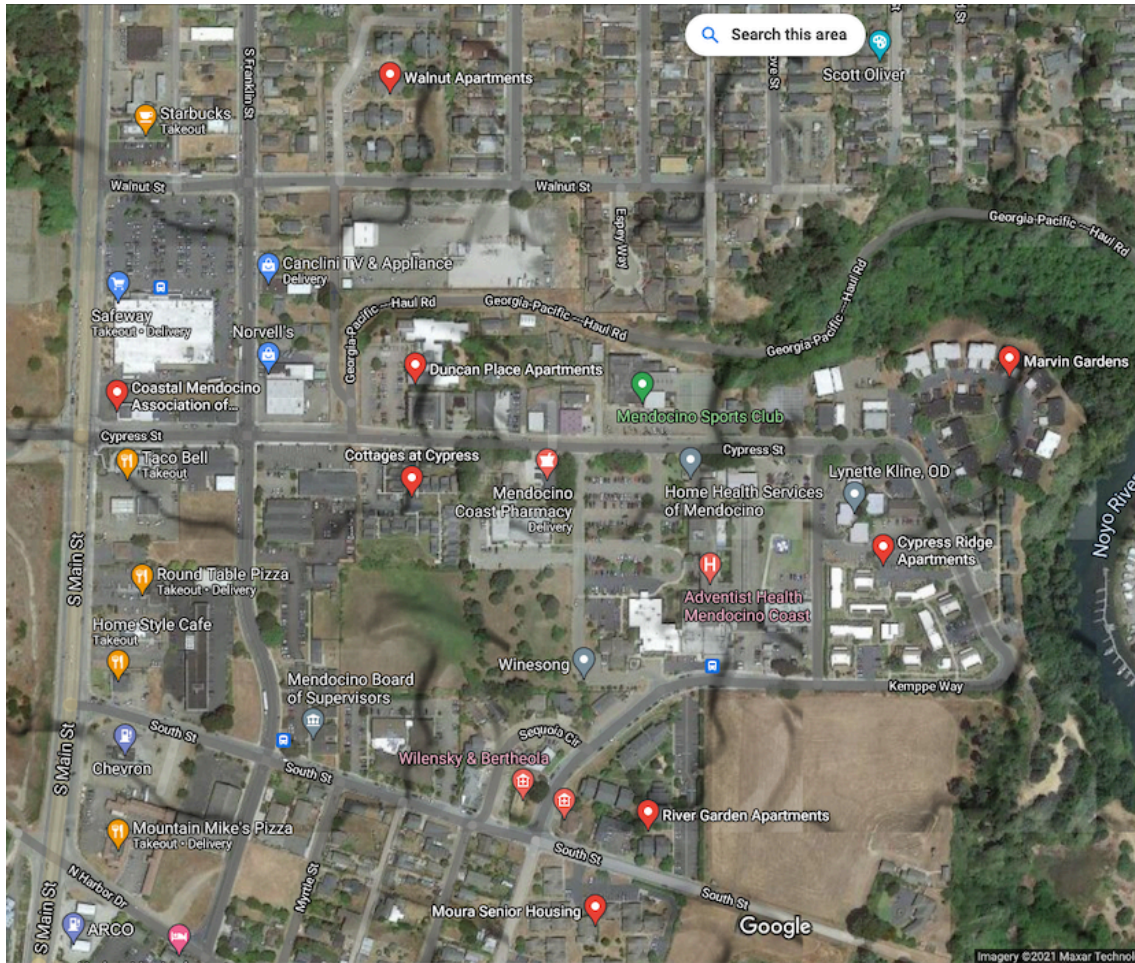 Search this area
Scott Oliver
S Franklin St
Walnut Apartments
Starbucks
Takeout
Walnut St
Walnut St
Espey Way
Georgia-Pacific —Haul Rd
Canclini TV & Appliance
Delivery
Safeway
Takeout • Delivery
Georgia-Pacific —Haul Rd
Georgia-Pacific —Haul Rd
Georgia-Pacific —Haul Rd
Norvell's
Duncan Place Apartments
Marvin Gardens
Coastal Mendocino
Association of...
Mendocino Sports Club
Cypress St
Cypress St
Taco Bell
Takeout
Cottages at Cypress
Mendocino
Coast Pharmacy
Delivery
Home Health Services
of Mendocino
Lynette Kline, OD
Noyo River
Cypress Ridge
Apartments
S Main St
Round Table Pizza
Takeout • Delivery
H
Adventist Health
Mendocino Coast
Home Style Cafe
Takeout
Winesong
Mendocino Board
of Supervisors
Kemppe Way
South St
Sequoia Cir
S Main St
Chevron
South St
Wilensky & Bertheola
River Garden Apartments
Mountain Mike's Pizza
Takeout • Delivery
South St
N Harbor Dr
Myrtle St
S Main St
Moura Senior Housing
South St
ARCO
Google
Imagery ©2021 Maxar Technol